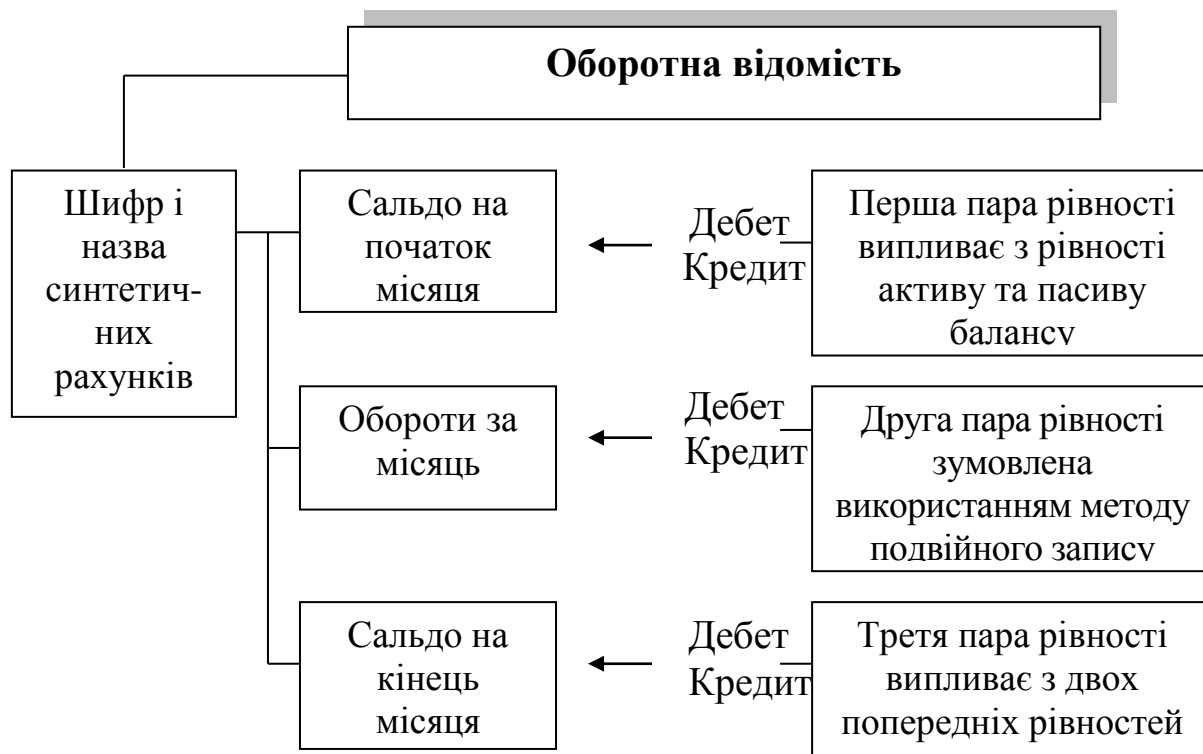 Оборотна відомість
Шифр і
назва
синтетич-
них
рахунків
Сальдо на
початок
місяця
Дебет
Кредит
Перша пара рівності
випливає з рівності
активу та пасиву
балансу
Обороти за
місяць
Дебет
Кредит
Друга пара рівності
зумовлена
використанням методу
подвійного запису
Сальдо на
кінець
місяця
Дебет
Кредит
Третя пара рівності
випливає з двох
попередніх рівностей